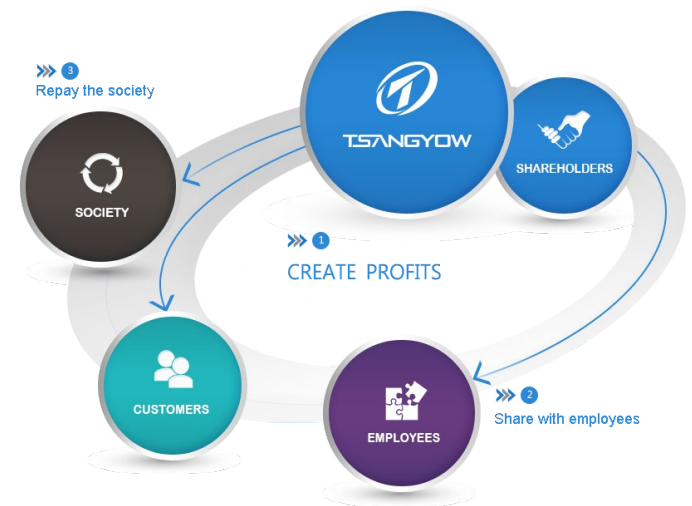 3
Repay the society
TSANGYOW
SHAREHOLDERS
SOCIETY
1
CREATE PROFITS
CUSTOMERS
2
Share with employees
EMPLOYEES